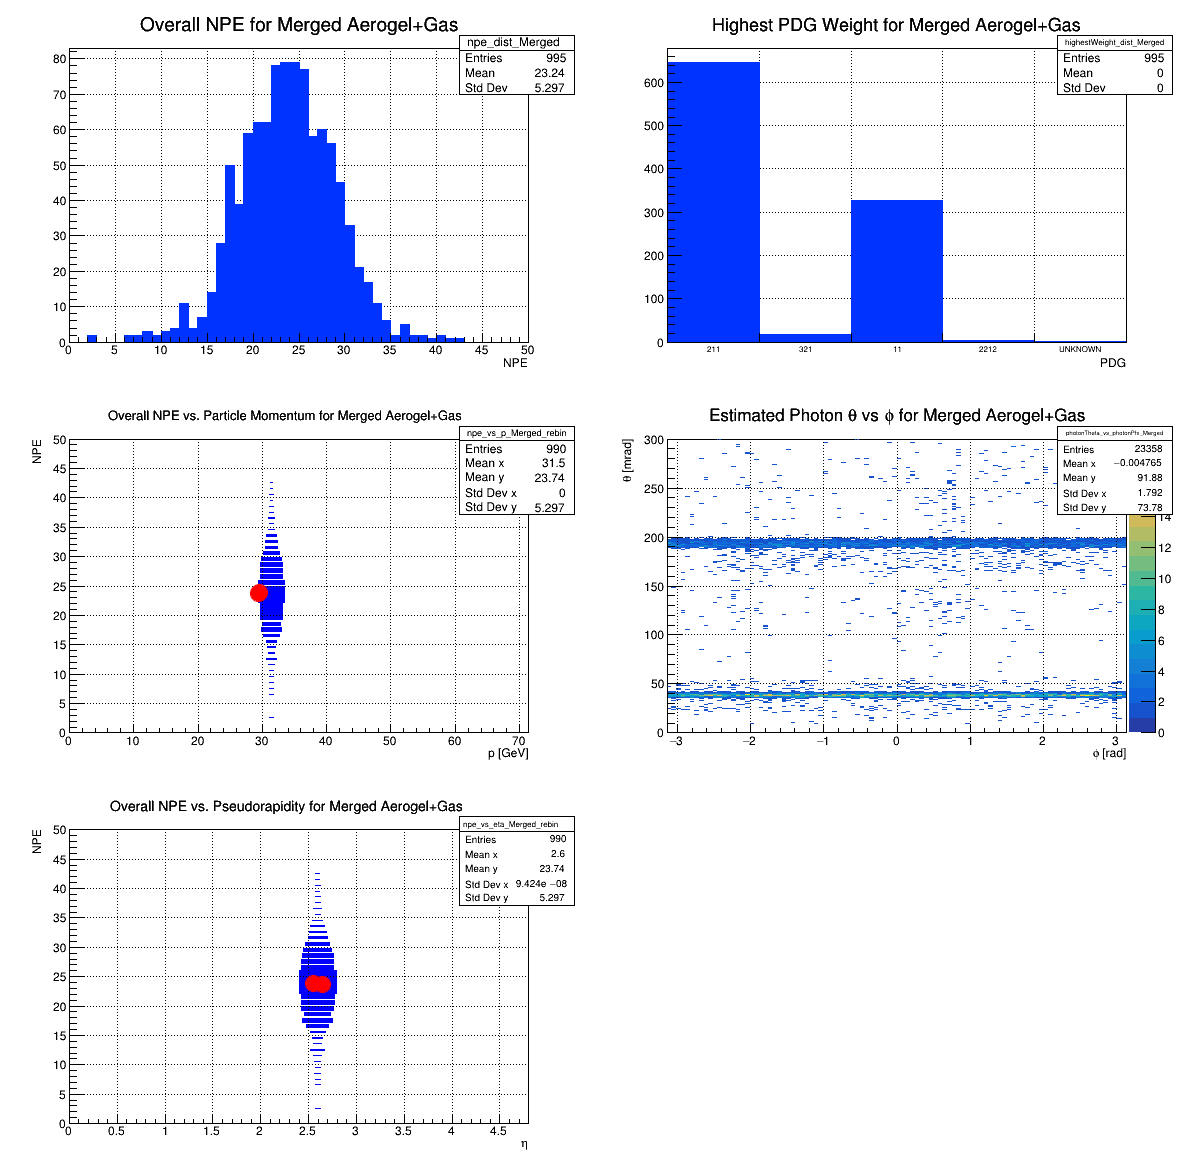 Overall NPE for Merged Aerogel+Gas
npe_dist_Merged
Entries 995
Mean 23.24
Std Dev 5.297
80
70
60
50
40
30
20
10
0
0 5 10 15 20 25 30 35 40 45 50
NPE
Highest PDG Weight for Merged Aerogel+Gas
highestWeight_dist_Merged
Entries 995
Mean 0
Std Dev 0
600
500
400
300
200
100
0
211 321 11 2212 UNKNOWN
PDG
Overall NPE vs. Particle Momentum for Merged Aerogel+Gas
npe_vs_p_Merged_rebin
Entries 990
Mean x 31.5
Mean y 23.74
Std Dev x 0
Std Dev y 5.297
NPE
50
45
40
35
30
25
20
15
10
5
0
0 10 20 30 40 50 60 70
p [GeV]
Estimated Photon θ vs ϕ for Merged Aerogel+Gas
photonTheta_vs_photonPhi_Merged
Entries 23358
Mean x −0.004765
Mean y 91.88
Std Dev x 1.792
Std Dev y 73.78
θ [mrad]
300
250
200
150
100
50
0
−3 −2 −1 0 1 2 3
ϕ [rad]
14
12
10
8
6
4
2
0
Overall NPE vs. Pseudorapidity for Merged Aerogel+Gas
npe_vs_eta_Merged_rebin
Entries 990
Mean x 2.6
Mean y 23.74
Std Dev x 9.424e −08
Std Dev y 5.297
NPE
50
45
40
35
30
25
20
15
10
5
0
0 0.5 1 1.5 2 2.5 3 3.5 4 4.5
η